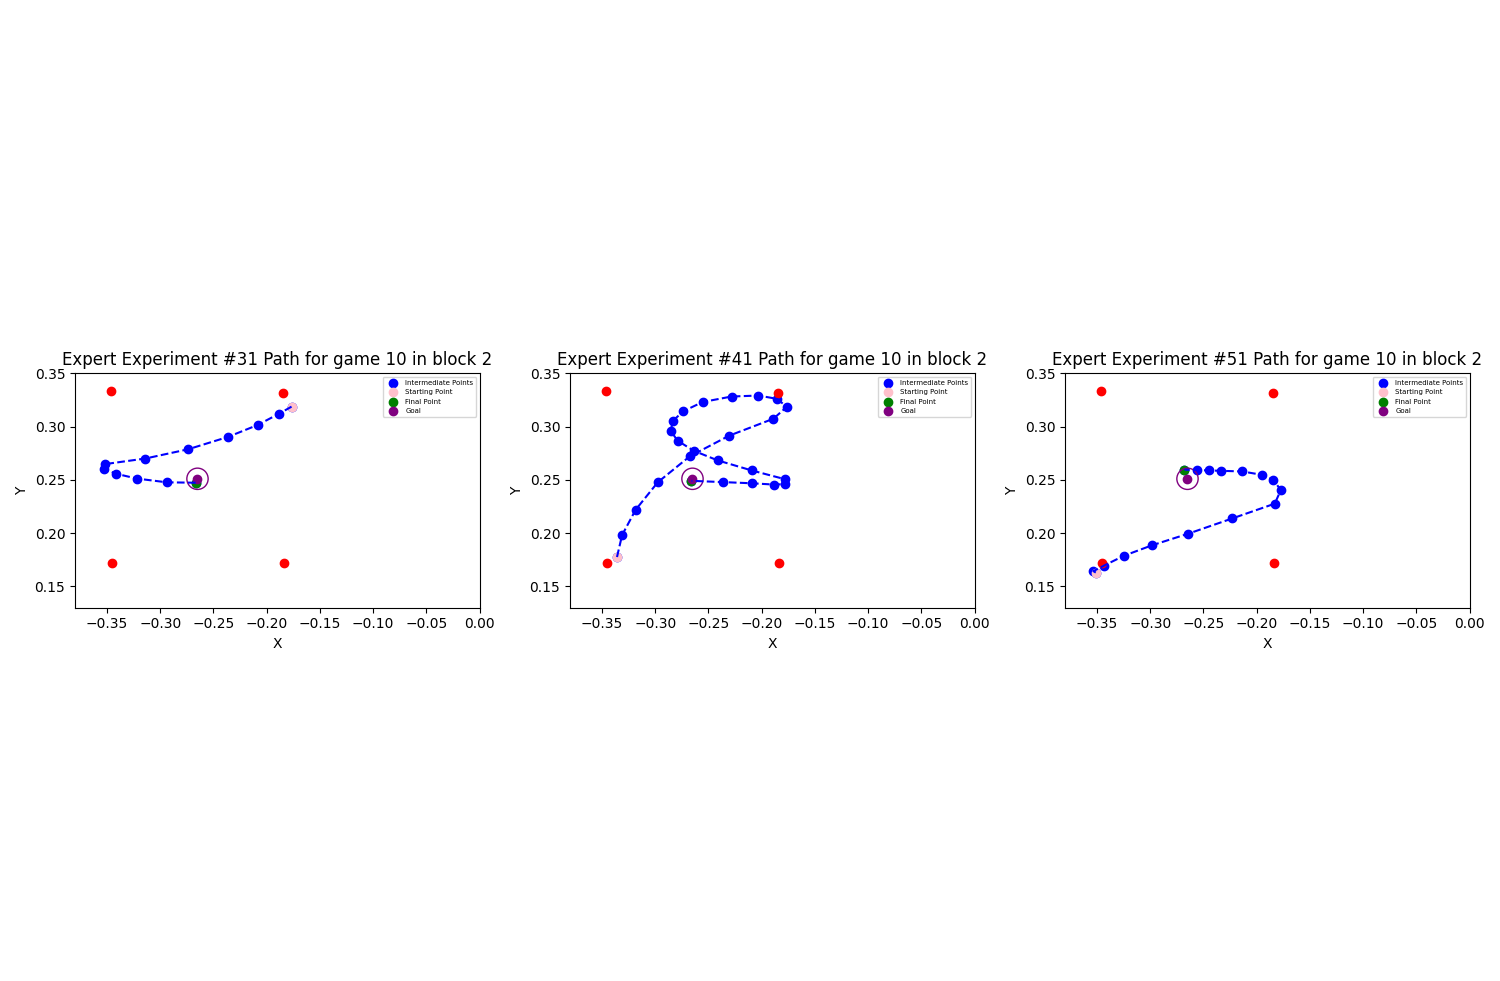 Expert Experiment #31 Path for game 10 in block 2
0.35
0.30
0.25
0.20
0.15
Y
−0.35 −0.30 −0.25 −0.20 −0.15 −0.10 −0.05 0.00
X
Intermediate Points
Starting Point
Final Point
Goal
Expert Experiment #41 Path for game 10 in block 2
0.35
0.30
0.25
0.20
0.15
Y
−0.35 −0.30 −0.25 −0.20 −0.15 −0.10 −0.05 0.00
X
Intermediate Points
Starting Point
Final Point
Goal
Expert Experiment #51 Path for game 10 in block 2
0.35
0.30
0.25
0.20
0.15
Y
−0.35 −0.30 −0.25 −0.20 −0.15 −0.10 −0.05 0.00
X
Intermediate Points
Starting Point
Final Point
Goal